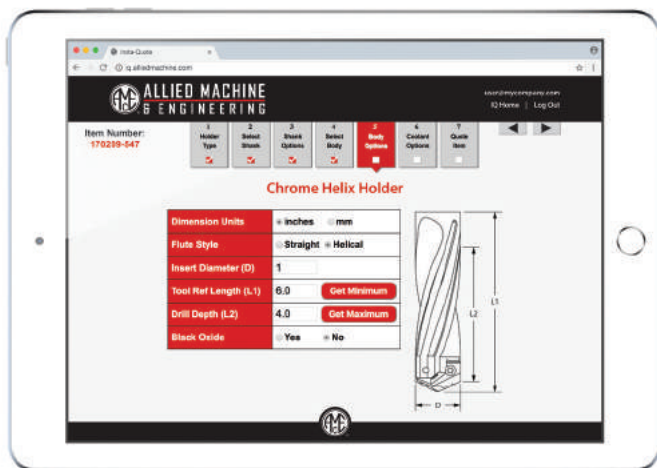 Insta-Quote
iq.alliedmachine.com
AMEC
ALLIED MACHINE
& ENGINEERING
user@mycompany.com
IQ Home | Log Out
Item Number:
170209-547
1
Holder
Type
2
Select
Shank
3
Shank
Options
4
Select
Body
5
Body
Options
6
Coolant
Options
7
Quote
Item
Chrome Helix Holder
Dimension Units inches mm
Flute Style Straight Helical
Insert Diameter (D) 1
Tool Ref Length (L1) 6.0 Get Minimum
Drill Depth (L2) 4.0 Get Maximum
Black Oxide Yes No
L2
L1
D
AMEC